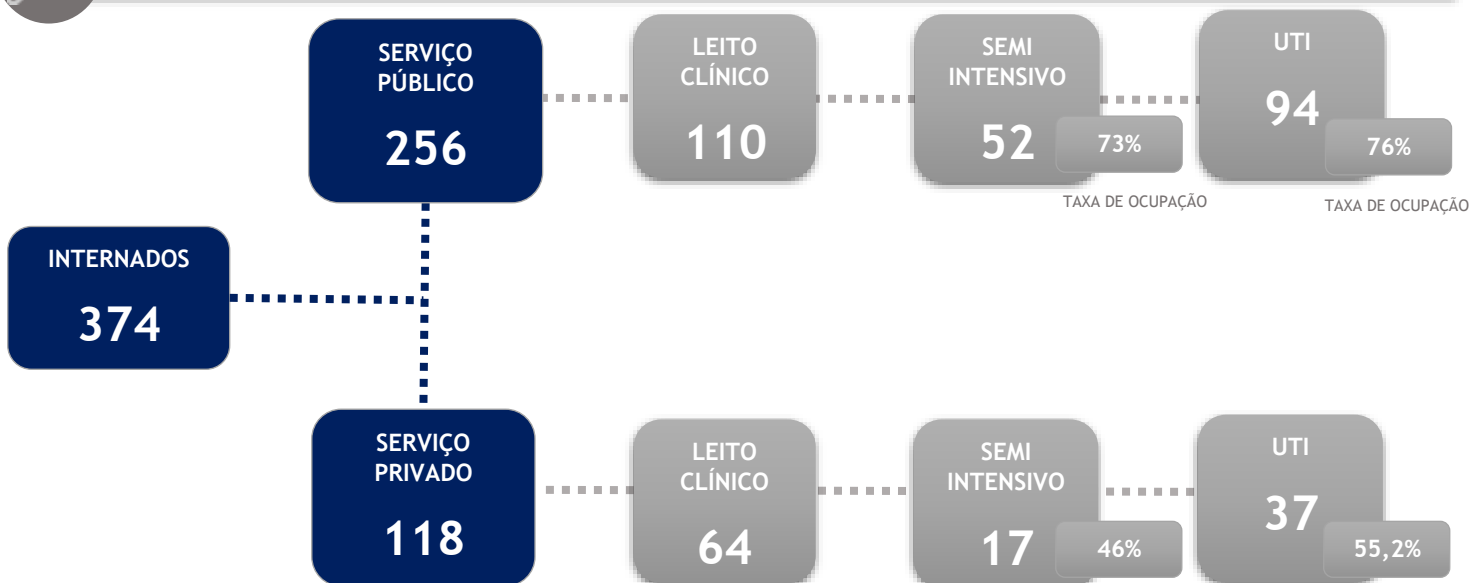 SERVIÇO
PÚBLICO
256
LEITO
CLÍNICO
110
SEMI
INTENSIVO
52
73%
TAXA DE OCUPAÇÃO
UTI
94
76%
TAXA DE OCUPAÇÃO
INTERNADOS
374
SERVIÇO
PRIVADO
118
LEITO
CLÍNICO
64
SEMI
INTENSIVO
17
46%
UTI
37
55,2%